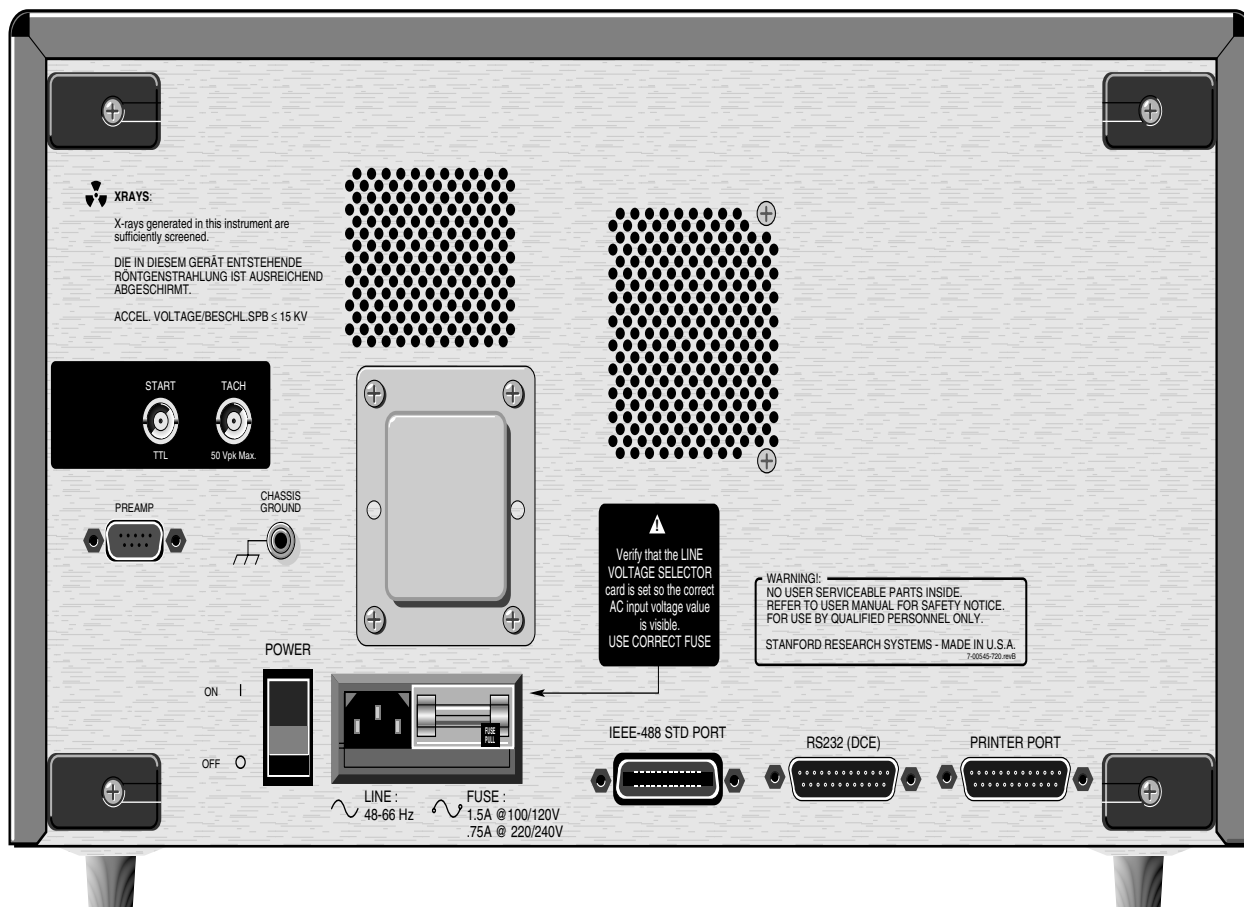 XRAYS:
X-rays generated in this instrument are
sufficiently screened.
DIE IN DIESEM GERÄT ENTSTEHENDE
RÖNTGENSTRAHLUNG IST AUSREICHEND
ABGESCHIRMT.
ACCEL. VOLTAGE/BESCHL.SPB ≤ 15 KV
START
TACH
TTL
50 Vpk Max.
PREAMP
CHASSIS
GROUND
Verify that the LINE
VOLTAGE SELECTOR
card is set so the correct
AC input voltage value
is visible.
USE CORRECT FUSE
WARNING!:
NO USER SERVICEABLE PARTS INSIDE.
REFER TO USER MANUAL FOR SAFETY NOTICE.
FOR USE BY QUALIFIED PERSONNEL ONLY.
STANFORD RESEARCH SYSTEMS - MADE IN U.S.A.
7-00545-720.revB
POWER
ON I
OFF O
FUSE
PULL
LINE :
48-66 Hz
FUSE :
1.5A @100/120V
.75A @ 220/240V
IEEE-488 STD PORT
RS232 (DCE)
PRINTER PORT